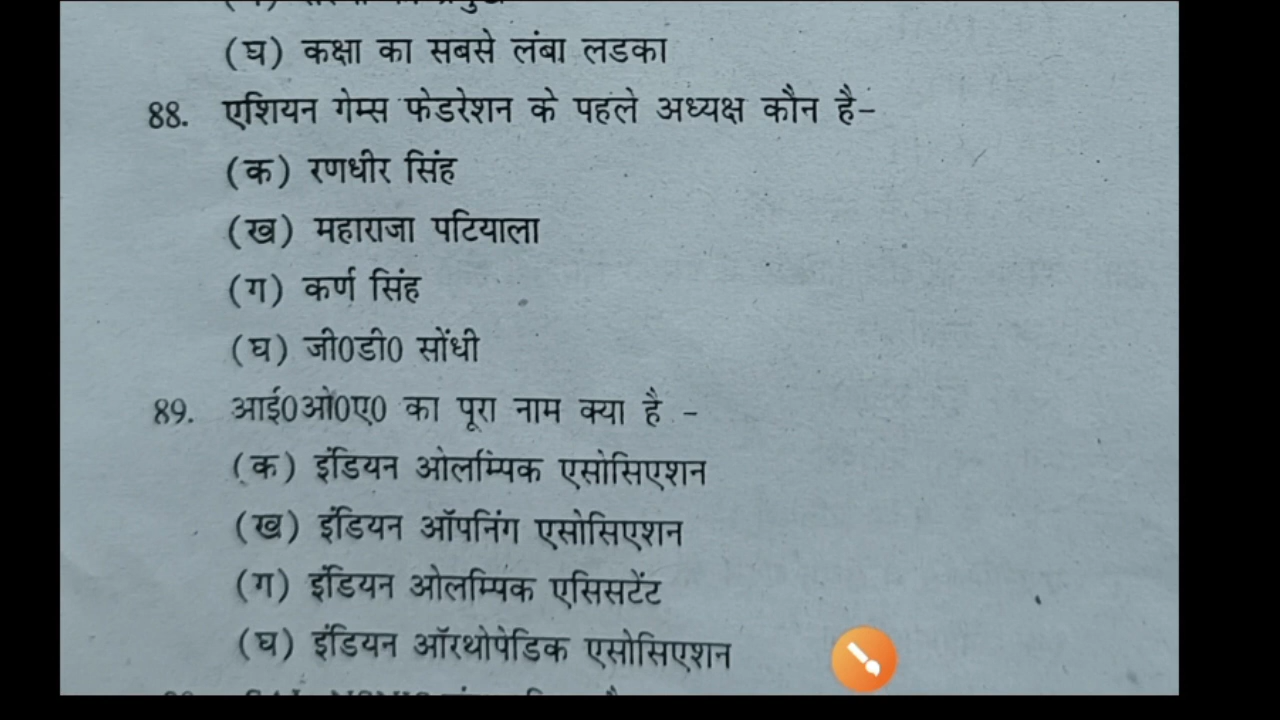 (घ) कक्षा का सबसे लंबा लडका
88. एशियन गेम्स फेडरेशन के पहले अध्यक्ष कौन है-
(क) रणधीर सिंह
(ख) महाराजा पटियाला
(ग) कर्ण सिंह
(घ) जी0डी0 सोंधी
89. आई0ओ0ए0 का पूरा नाम क्या है -
(क) इंडियन ओलम्पिक एसोसिएशन
(ख) इंडियन ऑपनिंग एसोसिएशन
(ग) इंडियन ओलम्पिक एसिसटेंट
(घ) इंडियन ऑरथोपेडिक एसोसिएशन